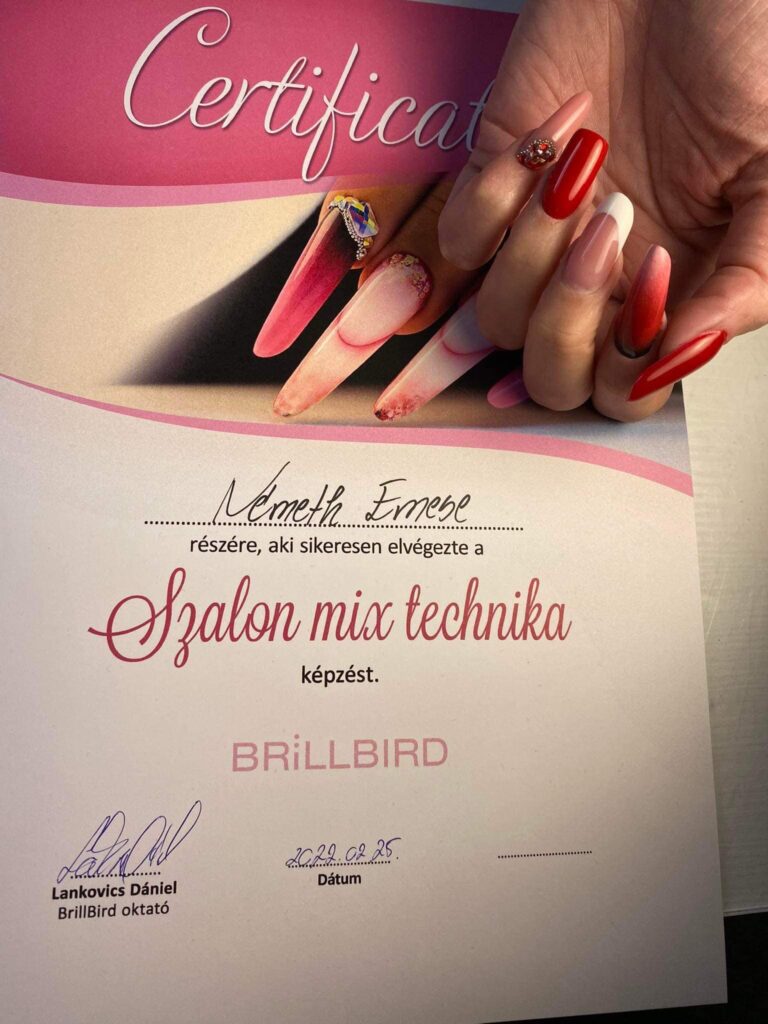 Certificat
Németh Emese
részére, aki sikeresen elvégezte a
Szalon mix technika
képzést.
BRiLLBIRD
2022.02.25.
Lankovics Dániel
Dátum
BrillBird oktató